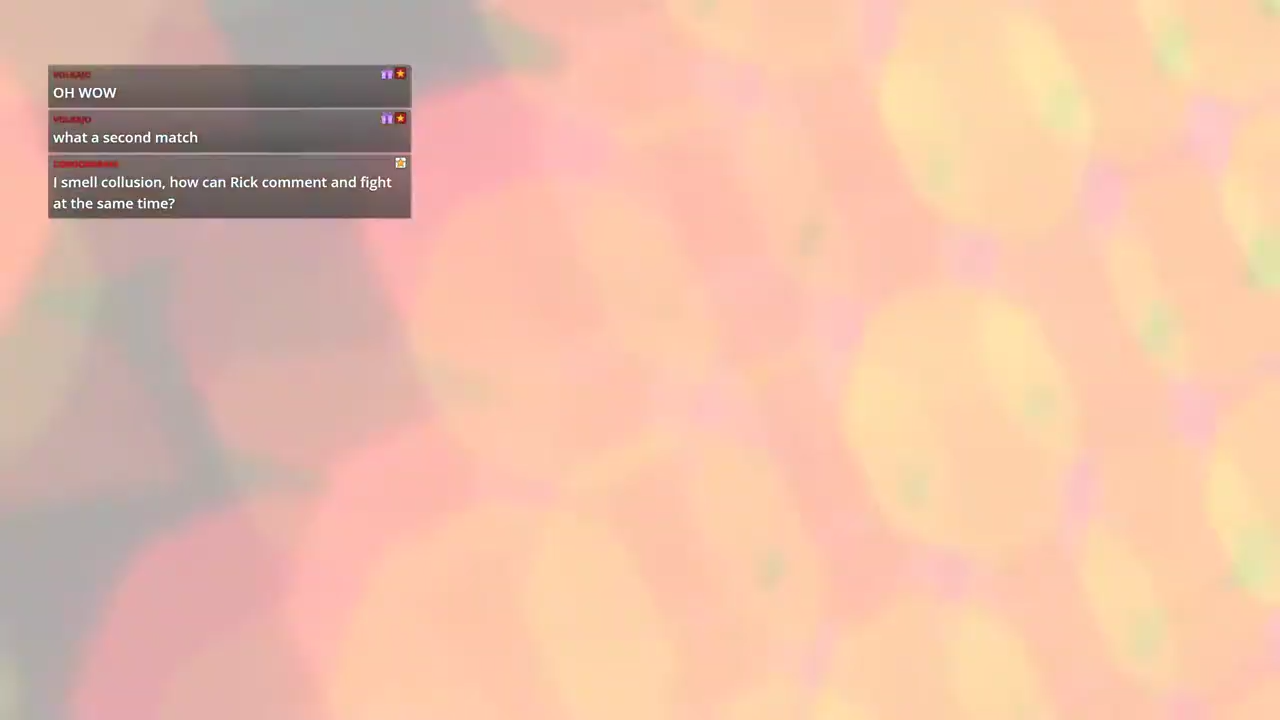 OH WOW
what a second match
I smell collusion, how can Rick comment and fight
at the same time?